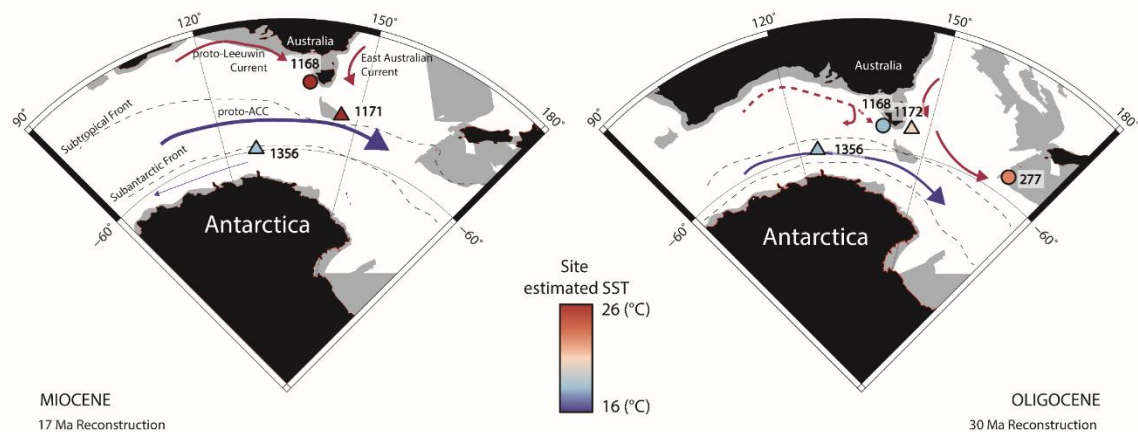 120°
150°
Australia
proto-Leeuwin
Current
East Australian
Current
1168
1171
90°
180°
Subtropical Front
proto-ACC
Subantarctic Front
1356
−60°
−60°
Antarctica
MIOCENE
17 Ma Reconstruction
Site
estimated SST
26 (°C)
16 (°C)
120°
150°
Australia
1168
1172
90°
180°
1356
277
−60°
−60°
Antarctica
OLIGOCENE
30 Ma Reconstruction